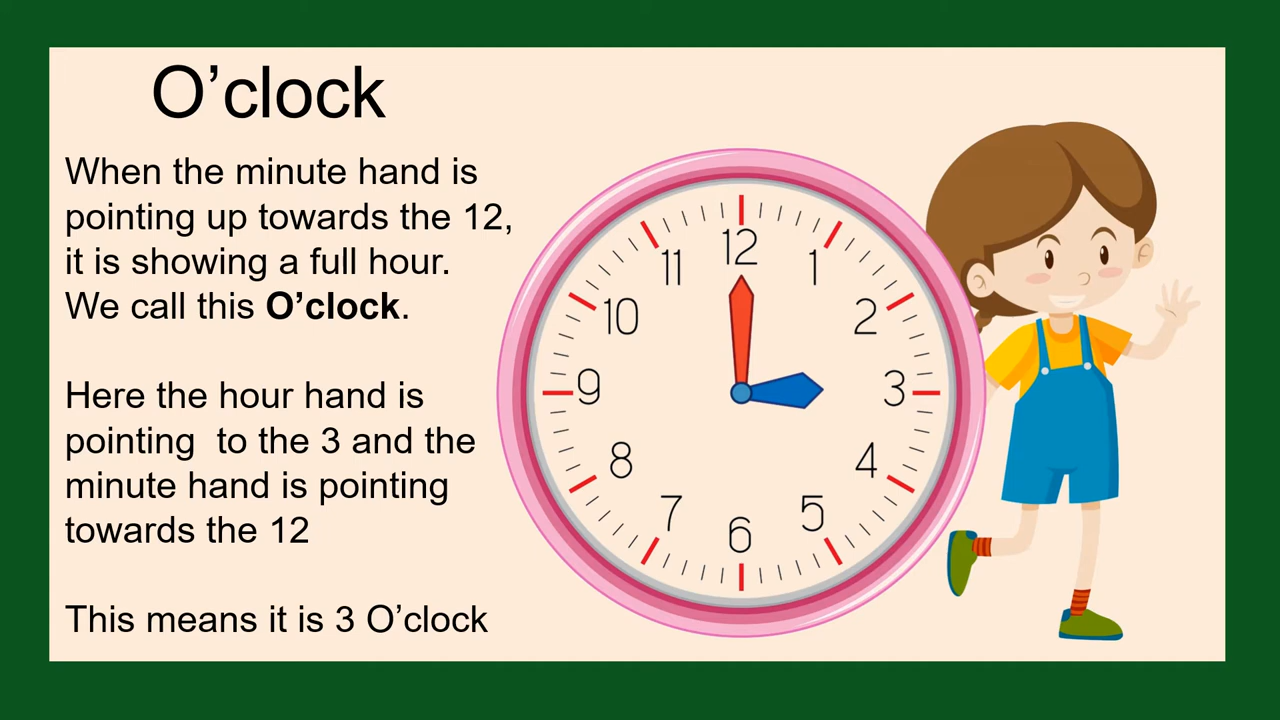 O’clock
When the minute hand is
pointing up towards the 12,
it is showing a full hour.
We call this O’clock.
Here the hour hand is
pointing  to the 3 and the
minute hand is pointing
towards the 12
This means it is 3 O’clock
12
11
1
10
2
9
3
8
4
7
5
6